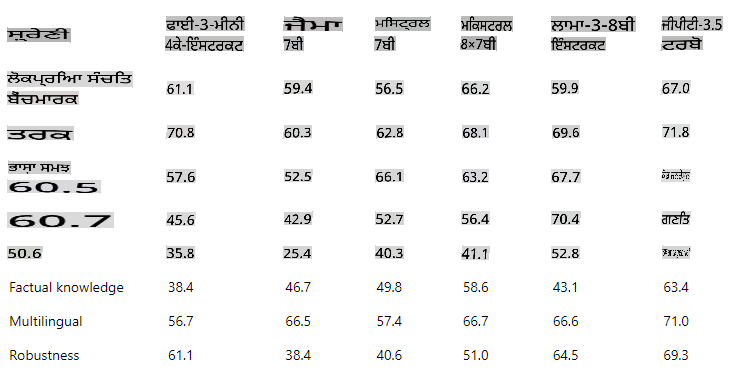 ਸ਼੍ਰੇਣੀ ਫਾਈ-3-ਮੀਨੀ ਜੈਮਾ ਮਸਿਟ੍ਰਲ ਮਕਿਸਟਰਲ ਲਾਮਾ-3-8ਬੀ ਜੀਪੀਟੀ-3.5
4ਕੇ-ਇੰਸਟਰਕਟ 7ਬੀ 7ਬੀ 8×7ਬੀ ਇੰਸਟਰਕਟ ਟਰਬੋ
ਲੋਕਪ੍ਰਿਆ ਸੰਚਤਿ
ਬੈਂਚਮਾਰਕ 61.1 59.4 56.5 66.2 59.9 67.0
ਤਰਕ 70.8 60.3 62.8 68.1 69.6 71.8
ਭਾਸ਼ਾ ਸਮਝ
60.5 57.6 52.5 66.1 63.2 67.7
60.7 45.6 42.9 52.7 56.4 70.4 ਗਣਤਿ
50.6 35.8 25.4 40.3 41.1 52.8
Factual knowledge 38.4 46.7 49.8 58.6 43.1 63.4
Multilingual 56.7 66.5 57.4 66.7 66.6 71.0
Robustness 61.1 38.4 40.6 51.0 64.5 69.3